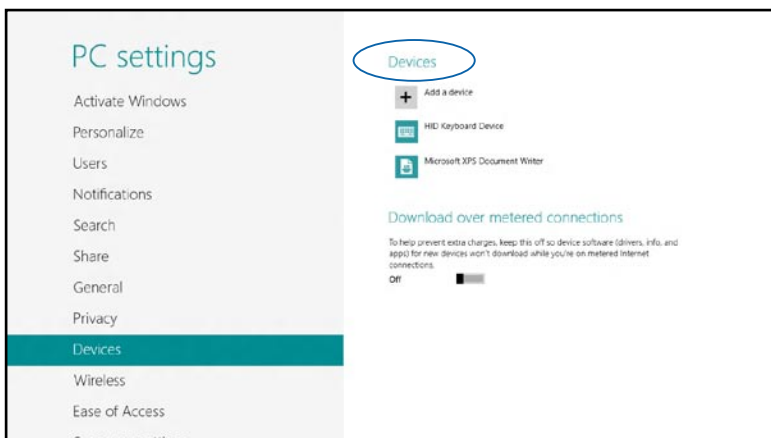 PC settings
Activate Windows
Personalize
Users
Notifications
Search
Share
General
Privacy
Devices
Wireless
Ease of Access
Devices
Add a device
HID Keyboard Device
Microsoft XPS Document Writer
Download over metered connections
To help prevent extra charges, keep this off so device software (drivers, info, and
apps) for new devices won't download while you're on metered Internet
connections.
Off